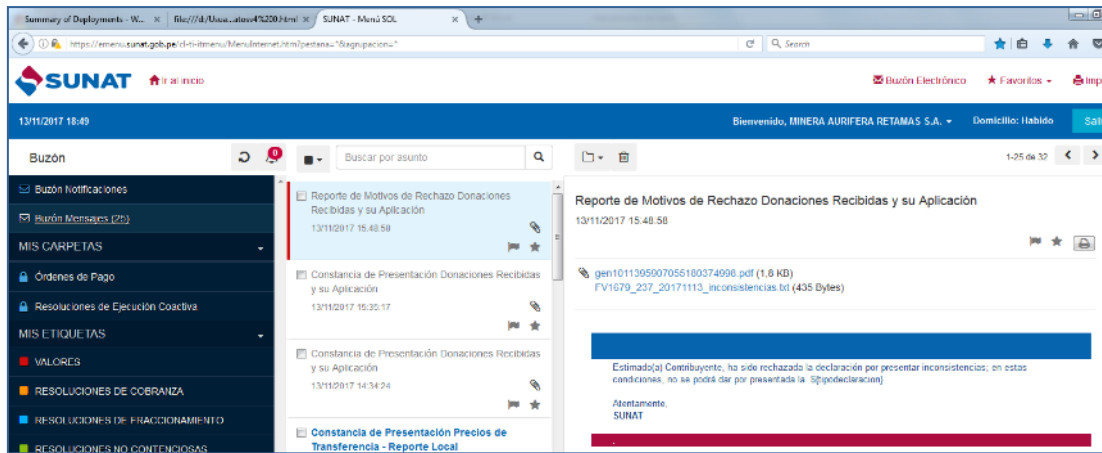 Summary of Deployments - W...
file:///d:/Usua...atosv4%200.html
SUNAT - Menú SOL
https://emenu.sunat.gob.pe/cl-ti-itmenu/MenuInternet.htm?pestana=*&agrupacion=*
Search
SUNAT
Ir al inicio
Buzón Electrónico
Favoritos
Imp
13/11/2017 18:49
Bienvenido, MINERA AURIFERA RETAMAS S.A.
Domicilio: Habido
Sali
Buzón
0
Buscar por asunto
1-25 de 32
Buzón Notificaciones
Buzón Mensajes (25)
MIS CARPETAS
Órdenes de Pago
Resoluciones de Ejecución Coactiva
MIS ETIQUETAS
VALORES
RESOLUCIONES DE COBRANZA
RESOLUCIONES DE FRACCIONAMIENTO
RESOLUCIONES NO CONTENCIOSAS
Reporte de Motivos de Rechazo Donaciones
Recibidas y su Aplicación
13/11/2017 15:48:58
Constancia de Presentación Donaciones Recibidas
y su Aplicación
13/11/2017 15:35:17
Constancia de Presentación Donaciones Recibidas
y su Aplicación
13/11/2017 14:34:24
Constancia de Presentación Precios de
Transferencia - Reporte Local
Reporte de Motivos de Rechazo Donaciones Recibidas y su Aplicación
13/11/2017 15:48:58
gen1011395907055180374998.pdf (1,8 KB)
FV1679_237_20171113_inconsistencias.txt (435 Bytes)
Estimado(a) Contribuyente, ha sido rechazada la declaración por presentar inconsistencias; en estas
condiciones, no se podrá dar por presentada la ${tipodeclaracion}
Atentamente,
SUNAT